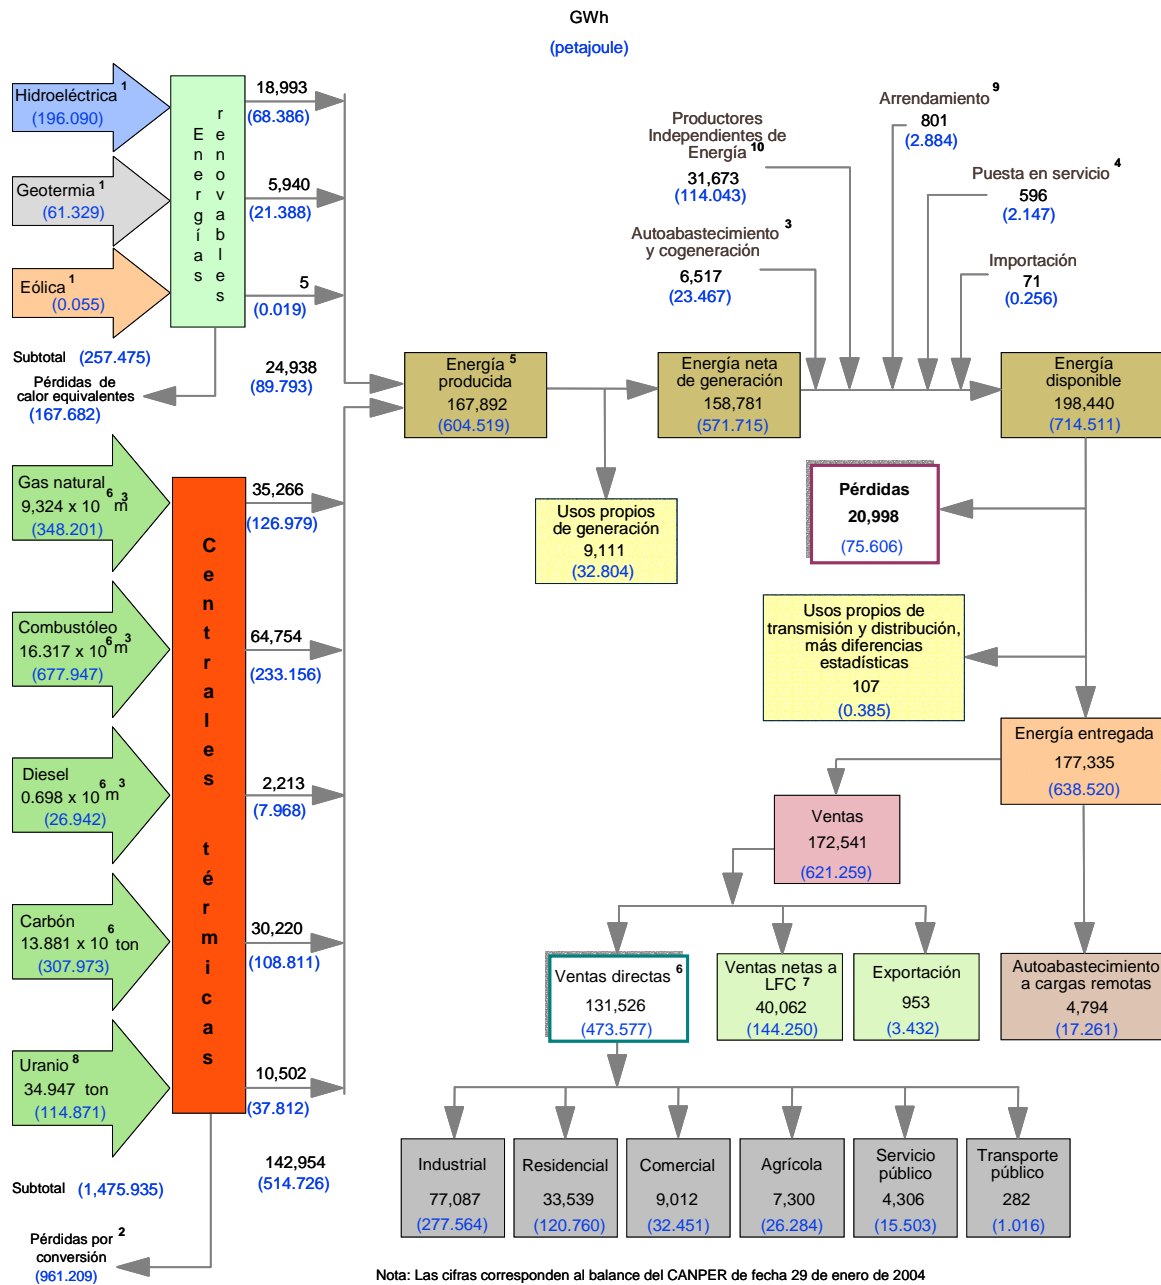 GWh
(petajoule)
Hidroeléctrica 1
(196.090)
Geotermia 1
(61.329)
Eólica 1
(0.055)
Energías
renovables
18,993
(68.386)
5,940
(21.388)
5
(0.019)
Subtotal (257.475)
Pérdidas de
calor equivalentes
(167.682)
24,938
(89.793)
Gas natural
9,324 x 10 6 m 3
(348.201)
Combustóleo
16.317 x 10 6 m 3
(677.947)
Diesel
0.698 x 10 6 m 3
(26.942)
Carbón
13.881 x 10 6 ton
(307.973)
Uranio 8
34.947 ton
(114.871)
Centrales térmicas
35,266
(126.979)
64,754
(233.156)
2,213
(7.968)
30,220
(108.811)
10,502
(37.812)
142,954
(514.726)
Subtotal (1,475.935)
Pérdidas por 2
conversión
(961.209)
Energía 5
producida
167,892
(604.519)
Usos propios
de generación
9,111
(32.804)
Energía neta
de generación
158,781
(571.715)
Autoabastecimiento 3
y cogeneración
6,517
(23.467)
Productores
Independientes de
Energía 10
31,673
(114.043)
Arrendamiento 9
801
(2.884)
Puesta en servicio 4
596
(2.147)
Importación
71
(0.256)
Energía
disponible
198,440
(714.511)
Pérdidas
20,998
(75.606)
Usos propios de
transmisión y distribución,
más diferencias
estadísticas
107
(0.385)
Energía entregada
177,335
(638.520)
Ventas
172,541
(621.259)
Ventas directas 6
131,526
(473.577)
Ventas netas a
LFC 7
40,062
(144.250)
Exportación
953
(3.432)
Autoabastecimiento
a cargas remotas
4,794
(17.261)
Industrial
77,087
(277.564)
Residencial
33,539
(120.760)
Comercial
9,012
(32.451)
Agrícola
7,300
(26.284)
Servicio
público
4,306
(15.503)
Transporte
público
282
(1.016)
Nota: Las cifras corresponden al balance del CANPER de fecha 29 de enero de 2004